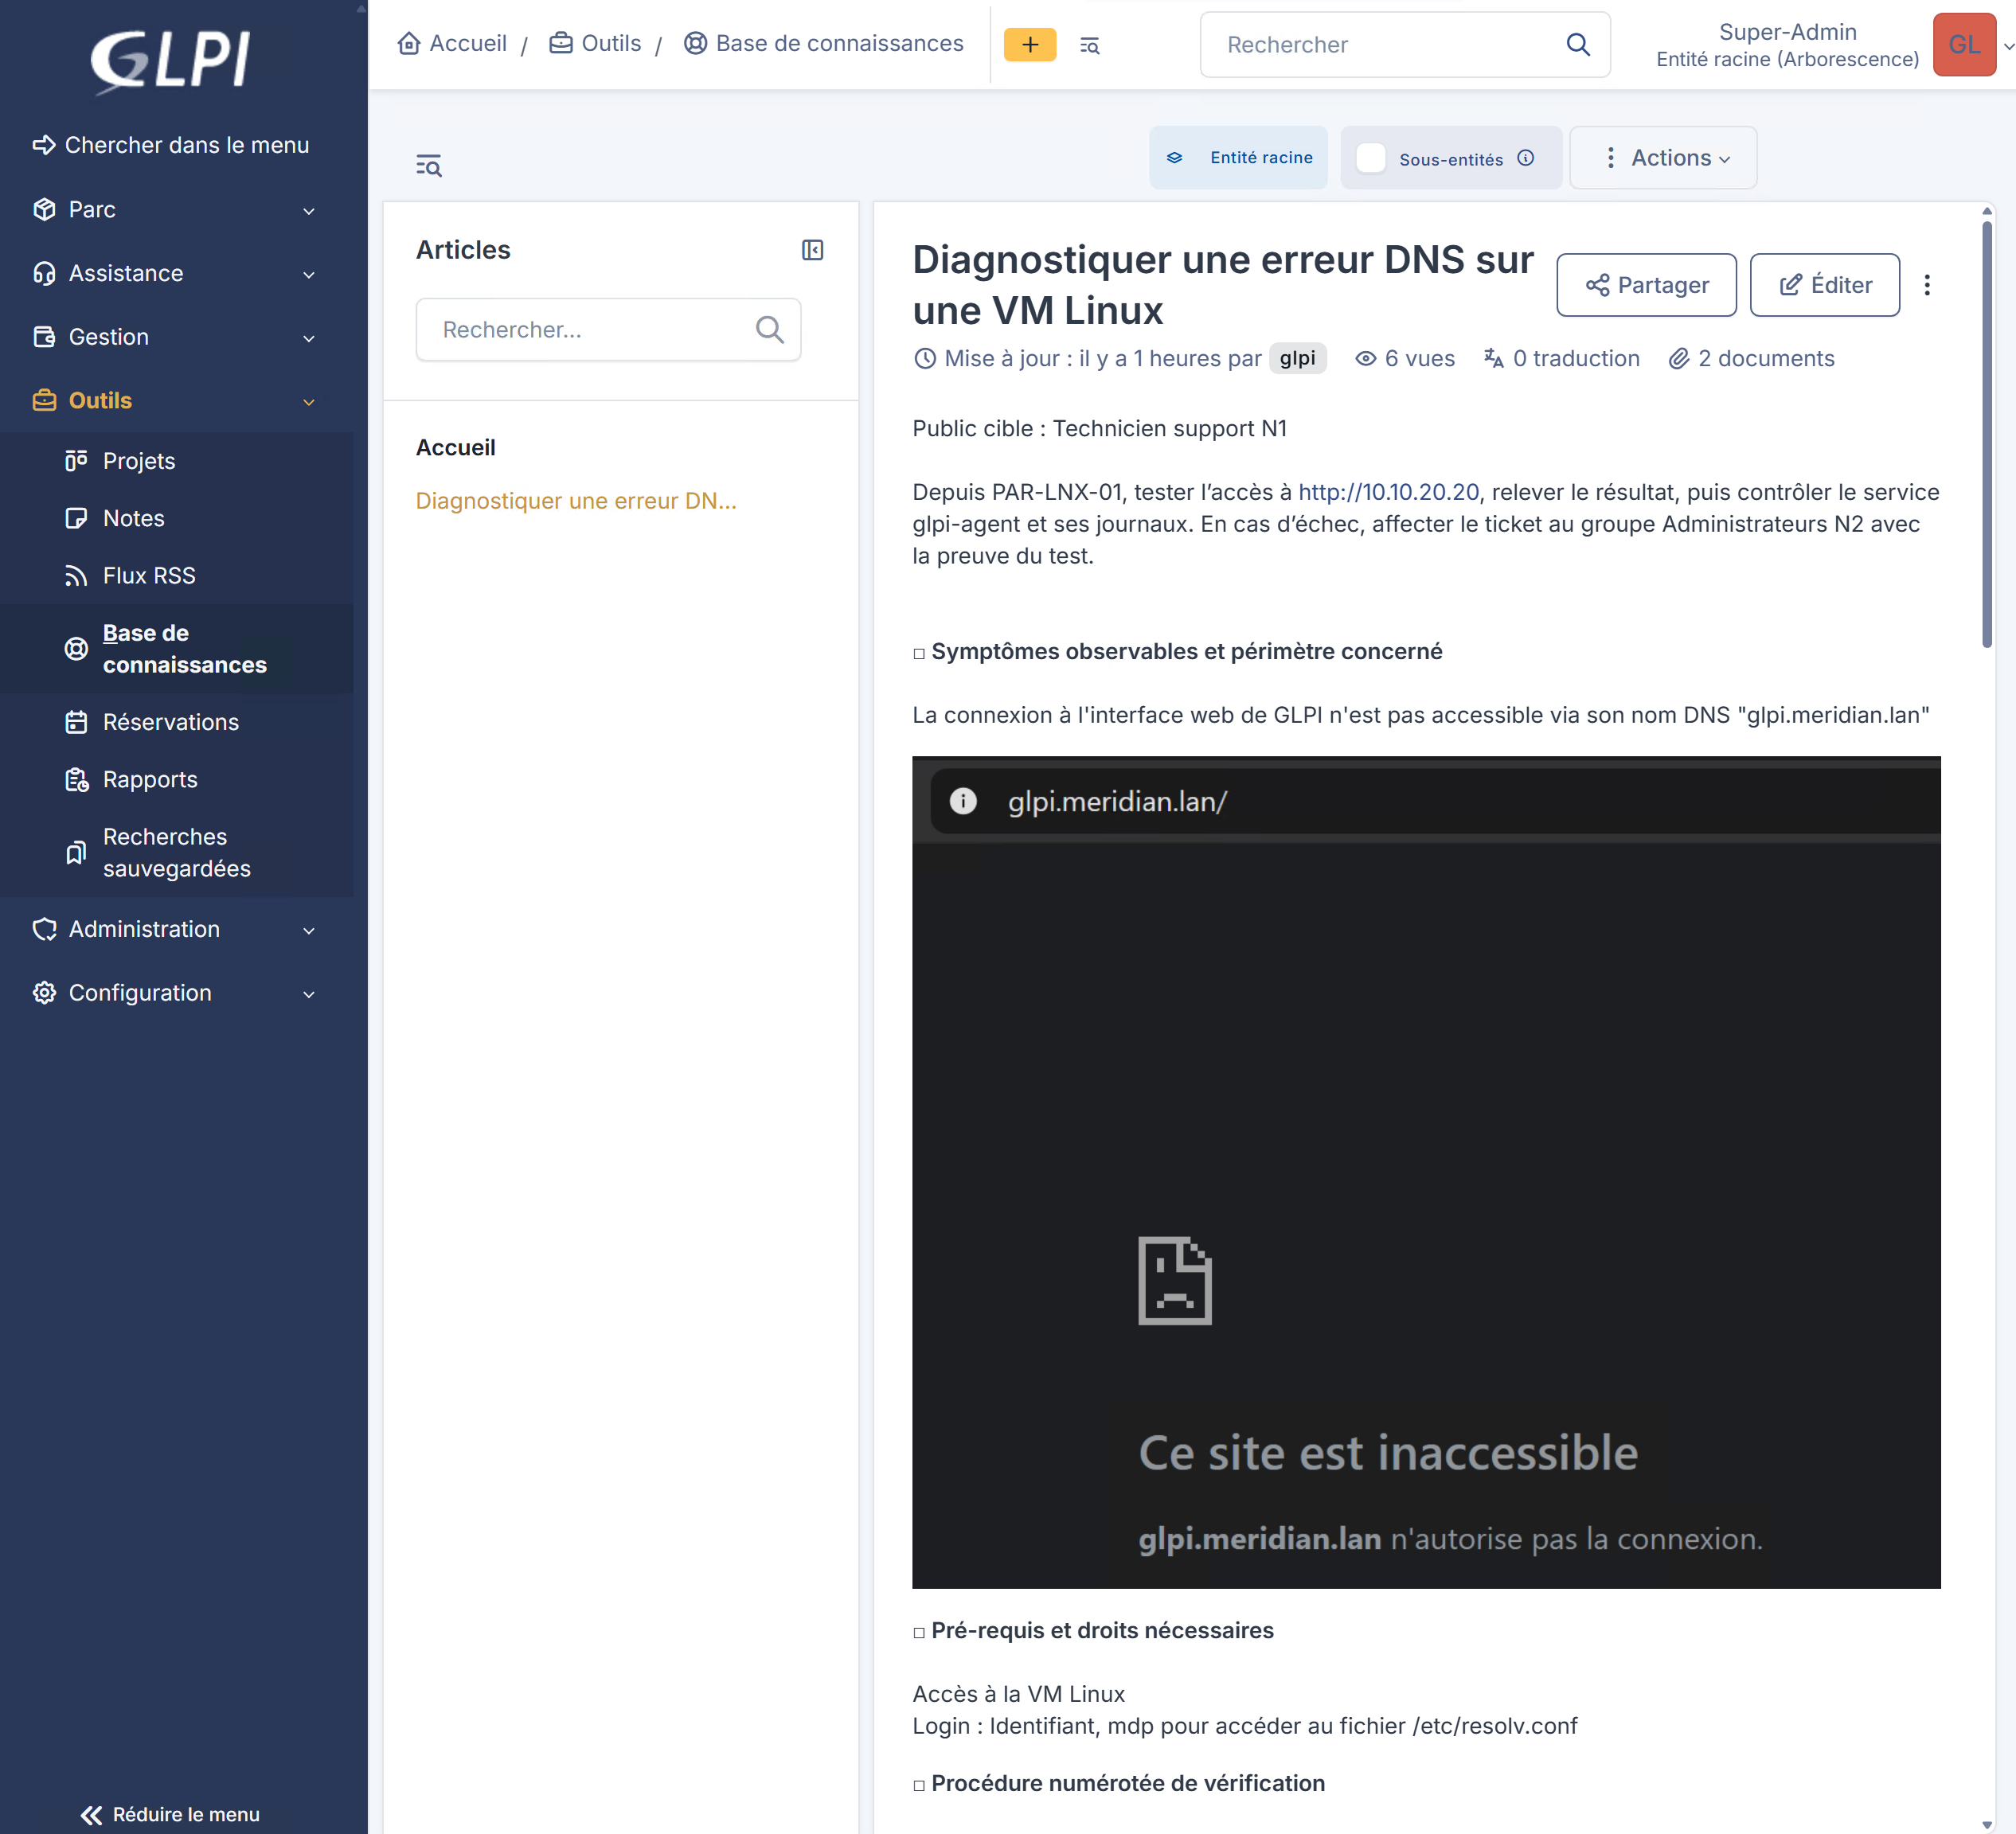 GLPI
Chercher dans le menu
Parc
Assistance
Gestion
Outils
Projets
Notes
Flux RSS
Base de
connaissances
Réservations
Rapports
Recherches
sauvegardées
Administration
Configuration
Réduire le menu
Accueil / Outils / Base de connaissances
Rechercher
Super-Admin
Entité racine (Arborescence)
GL
Entité racine
Sous-entités
Actions
Articles
Rechercher...
Accueil
Diagnostiquer une erreur DN...
Diagnostiquer une erreur DNS sur
une VM Linux
Partager
Éditer
Mise à jour : il y a 1 heures par glpi 6 vues 0 traduction 2 documents
Public cible : Technicien support N1
Depuis PAR-LNX-01, tester l’accès à http://10.10.20.20, relever le résultat, puis contrôler le service
glpi-agent et ses journaux. En cas d’échec, affecter le ticket au groupe Administrateurs N2 avec
la preuve du test.
□ Symptômes observables et périmètre concerné
La connexion à l'interface web de GLPI n'est pas accessible via son nom DNS "glpi.meridian.lan"
glpi.meridian.lan/
Ce site est inaccessible
glpi.meridian.lan n'autorise pas la connexion.
□ Pré-requis et droits nécessaires
Accès à la VM Linux
Login : Identifiant, mdp pour accéder au fichier /etc/resolv.conf
□ Procédure numérotée de vérification